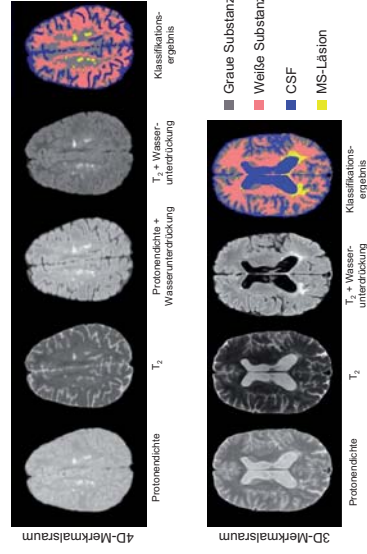 4D-Merkmalsraum
Protonendichte
T₂
Protonendichte +
Wasserunterdrückung
T₂ + Wasser-
unterdrückung
Klassifikations-
ergebnis
3D-Merkmalsraum
Protonendichte
T₂
T₂ + Wasser-
unterdrückung
Klassifikations-
ergebnis
Graue Substanz
Weiße Substanz
CSF
MS-Läsion